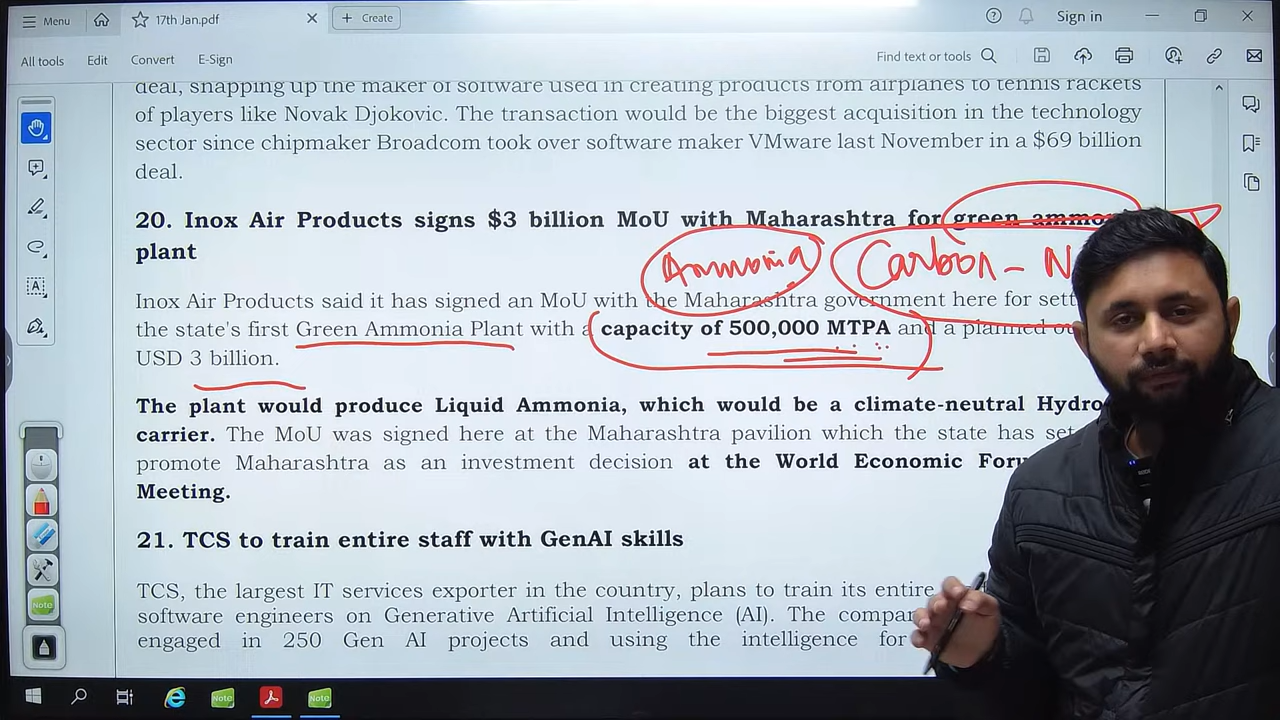 Menu
17th Jan.pdf
Create
Sign in
All tools
Edit
Convert
E-Sign
Find text or tools
deal, snapping up the maker of software used in creating products from airplanes to tennis rackets
of players like Novak Djokovic. The transaction would be the biggest acquisition in the technology
sector since chipmaker Broadcom took over software maker VMware last November in a $69 billion
deal.
20. Inox Air Products signs $3 billion MoU with Maharashtra for green
plant
Ammonia
Carbon - N
Inox Air Products said it has signed an MoU with the Maharashtra government here for
the state's first Green Ammonia Plant with a capacity of 500,000 MTPA and a planned
USD 3 billion.
The plant would produce Liquid Ammonia, which would be a climate-neutral
carrier. The MoU was signed here at the Maharashtra pavilion which the state has set
promote Maharashtra as an investment decision at the World Economic
Meeting.
21. TCS to train entire staff with GenAI skills
TCS, the largest IT services exporter in the country, plans to train its entire
software engineers on Generative Artificial Intelligence (AI). The
engaged in 250 Gen AI projects and using the intelligence for
Note
Note
Note